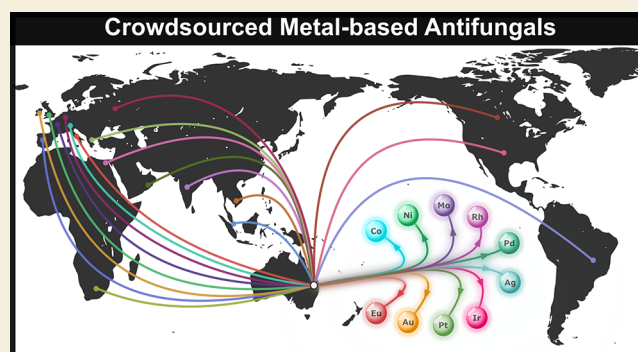 Crowdsourced Metal-based Antifungals
Mo
Ni
Rh
Co
Pd
Ag
Eu
Au
Pt
Ir